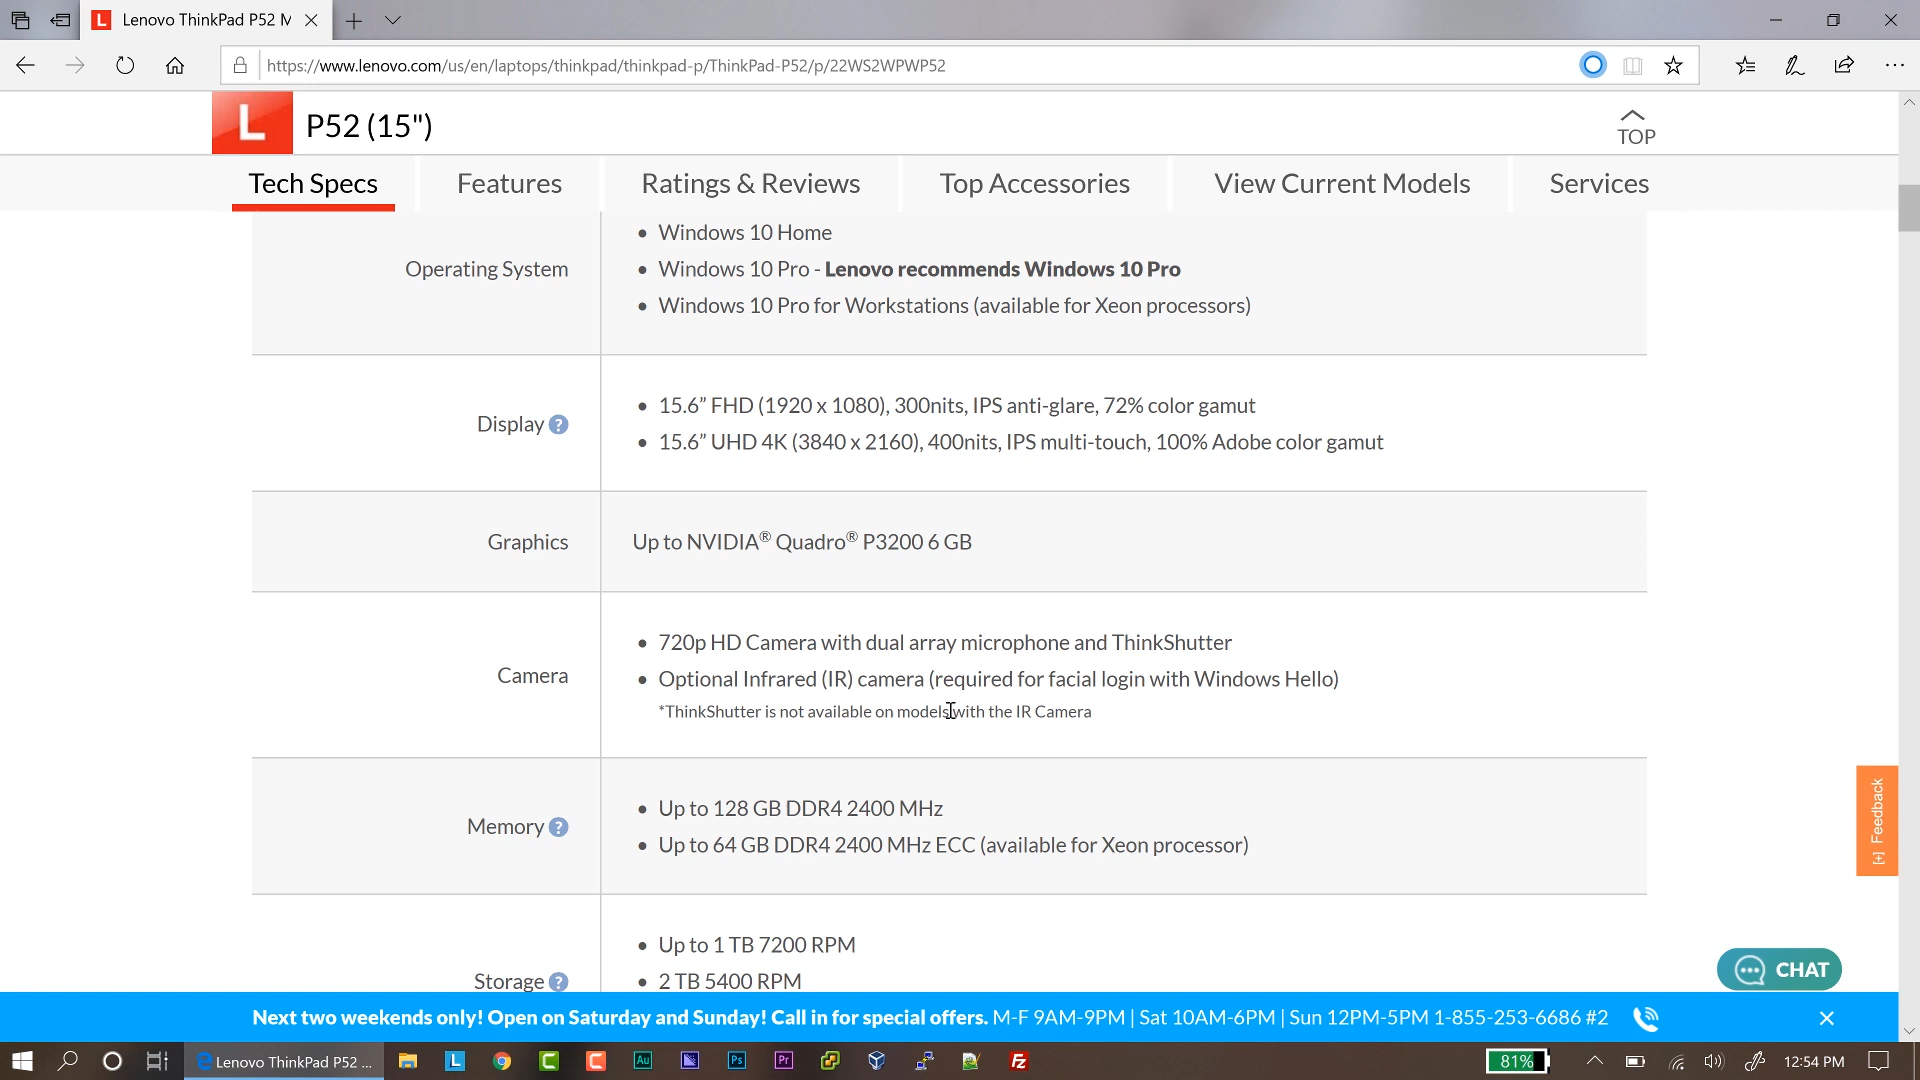 Lenovo ThinkPad P52 M
https://www.lenovo.com/us/en/laptops/thinkpad/thinkpad-p/ThinkPad-P52/p/22WS2WPWP52
L P52 (15")
TOP
Tech Specs Features Ratings & Reviews Top Accessories View Current Models Services
Operating System
• Windows 10 Home
• Windows 10 Pro - Lenovo recommends Windows 10 Pro
• Windows 10 Pro for Workstations (available for Xeon processors)
Display ?
• 15.6” FHD (1920 x 1080), 300nits, IPS anti-glare, 72% color gamut
• 15.6” UHD 4K (3840 x 2160), 400nits, IPS multi-touch, 100% Adobe color gamut
Graphics
Up to NVIDIA® Quadro® P3200 6 GB
Camera
• 720p HD Camera with dual array microphone and ThinkShutter
• Optional Infrared (IR) camera (required for facial login with Windows Hello)
*ThinkShutter is not available on models with the IR Camera
Memory ?
• Up to 128 GB DDR4 2400 MHz
• Up to 64 GB DDR4 2400 MHz ECC (available for Xeon processor)
Storage ?
• Up to 1 TB 7200 RPM
• 2 TB 5400 RPM
[+] Feedback
CHAT
Next two weekends only! Open on Saturday and Sunday! Call in for special offers. M-F 9AM-9PM | Sat 10AM-6PM | Sun 12PM-5PM 1-855-253-6686 #2
Lenovo ThinkPad P52 ... L C C Au Ps Pr Fz 81% 12:54 PM